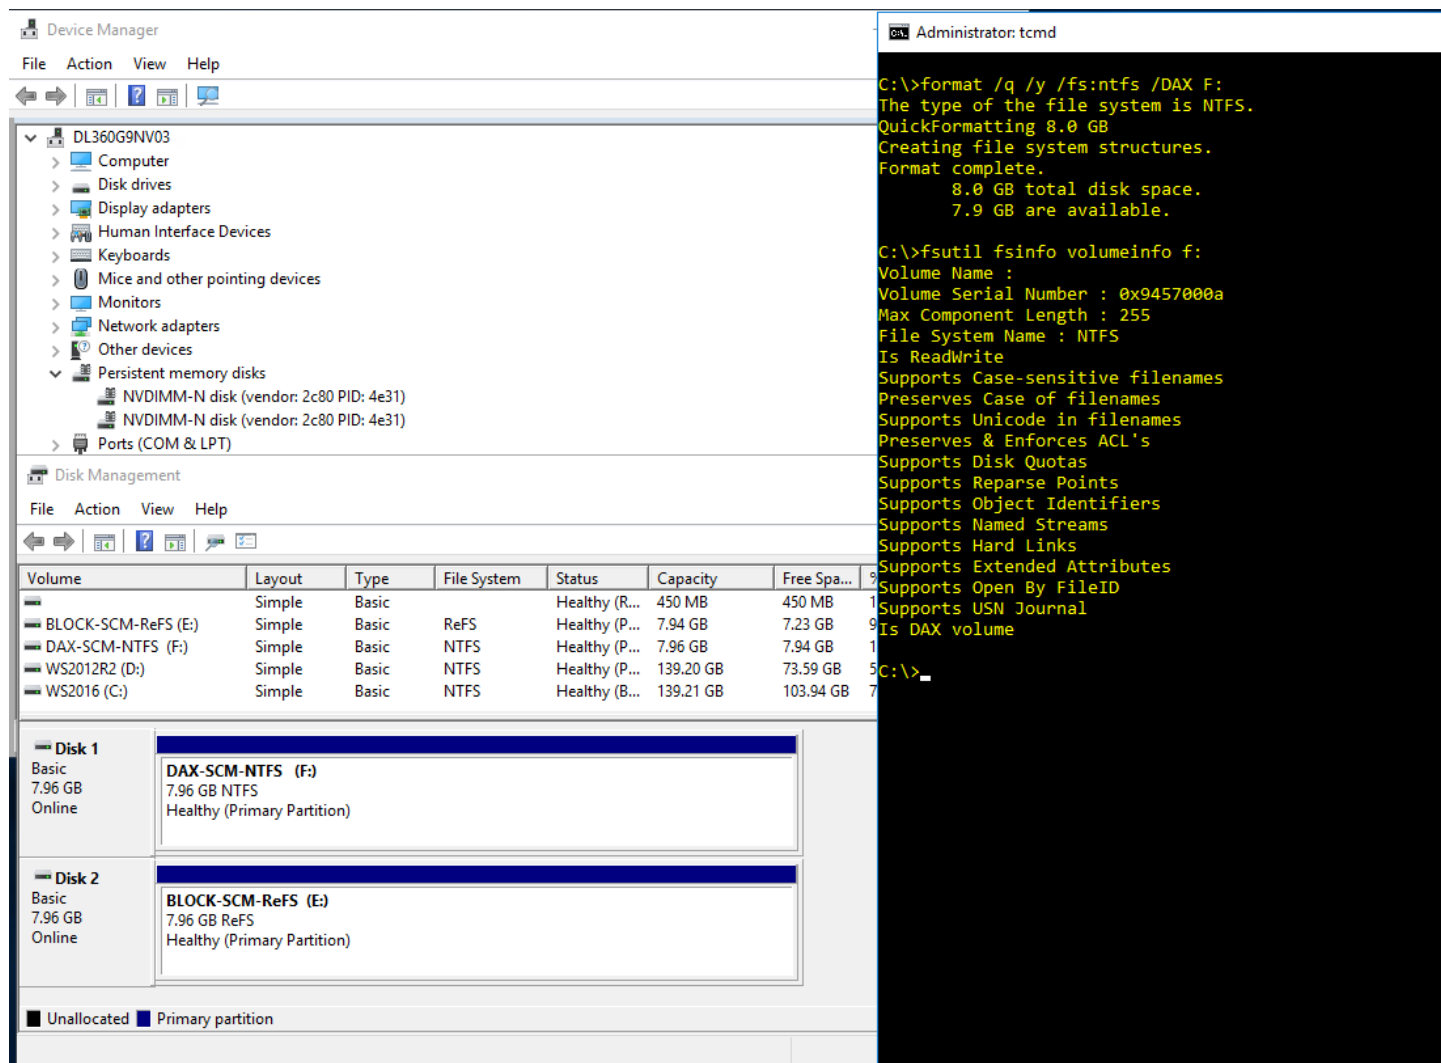 Device Manager
File Action View Help
DL360G9NV03
Computer
Disk drives
Display adapters
Human Interface Devices
Keyboards
Mice and other pointing devices
Monitors
Network adapters
Other devices
Persistent memory disks
NVDIMM-N disk (vendor: 2c80 PID: 4e31)
NVDIMM-N disk (vendor: 2c80 PID: 4e31)
Ports (COM & LPT)
Disk Management
File Action View Help
Volume Layout Type File System Status Capacity Free Spa... %
Simple Basic Healthy (R... 450 MB 450 MB 1
BLOCK-SCM-ReFS (E:) Simple Basic ReFS Healthy (P... 7.94 GB 7.23 GB 9
DAX-SCM-NTFS (F:) Simple Basic NTFS Healthy (P... 7.96 GB 7.94 GB 1
WS2012R2 (D:) Simple Basic NTFS Healthy (P... 139.20 GB 73.59 GB 5
WS2016 (C:) Simple Basic NTFS Healthy (B... 139.21 GB 103.94 GB 7
Disk 1
Basic
7.96 GB
Online
DAX-SCM-NTFS (F:)
7.96 GB NTFS
Healthy (Primary Partition)
Disk 2
Basic
7.96 GB
Online
BLOCK-SCM-ReFS (E:)
7.96 GB ReFS
Healthy (Primary Partition)
Unallocated Primary partition
Administrator: tcmd
C:\>format /q /y /fs:ntfs /DAX F:
The type of the file system is NTFS.
QuickFormatting 8.0 GB
Creating file system structures.
Format complete.
8.0 GB total disk space.
7.9 GB are available.
C:\>fsutil fsinfo volumeinfo f:
Volume Name :
Volume Serial Number : 0x9457000a
Max Component Length : 255
File System Name : NTFS
Is ReadWrite
Supports Case-sensitive filenames
Preserves Case of filenames
Supports Unicode in filenames
Preserves & Enforces ACL's
Supports Disk Quotas
Supports Reparse Points
Supports Object Identifiers
Supports Named Streams
Supports Hard Links
Supports Extended Attributes
Supports Open By FileID
Supports USN Journal
Is DAX volume
C:\>